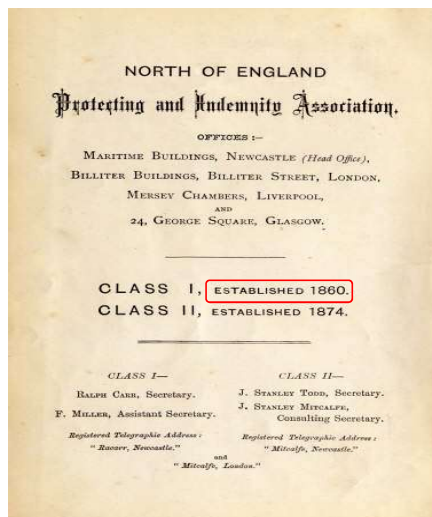 NORTH OF ENGLAND
Protecting and Indemnity Association.
OFFICES :—
MARITIME BUILDINGS, NEWCASTLE (Head Office),
BILLITER BUILDINGS, BILLITER STREET, LONDON,
MERSEY CHAMBERS, LIVERPOOL,
AND
24, GEORGE SQUARE, GLASGOW.
CLASS I, ESTABLISHED 1860.
CLASS II, ESTABLISHED 1874.
CLASS I—
RALPH CARR, Secretary.
F. MILLER, Assistant Secretary.
Registered Telegraphic Address :
" Racarr, Newcastle."
CLASS II—
J. STANLEY TODD, Secretary.
J. STANLEY MITCALFE,
Consulting Secretary.
Registered Telegraphic Address :
" Mitcalfe, Newcastle."
and
" Mitcalfe, London."